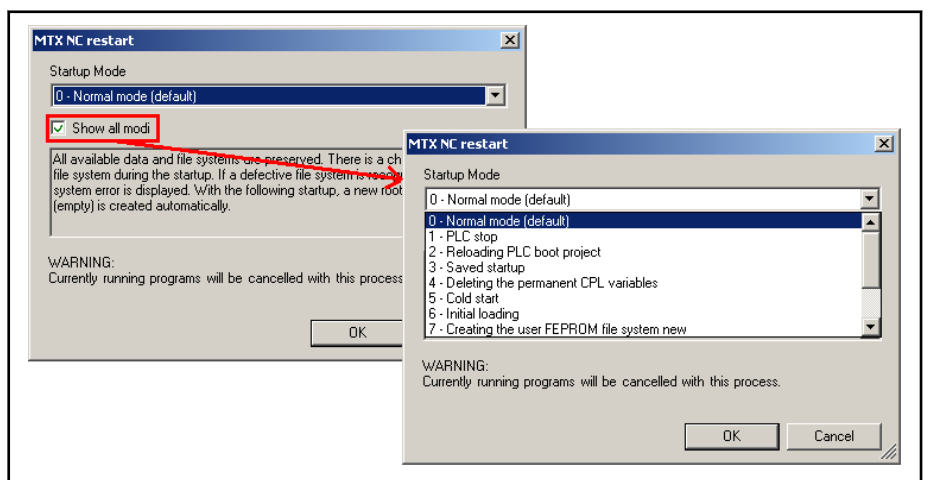 MTX NC restart
Startup Mode
0 - Normal mode (default)
Show all modi
All available data and file systems are preserved. There is a ch
file system during the startup. If a defective file system is
system error is displayed. With the following startup, a new root
(empty) is created automatically.
WARNING:
Currently running programs will be cancelled with this process
OK
MTX NC restart
Startup Mode
0 - Normal mode (default)
0 - Normal mode (default)
1 - PLC stop
2 - Reloading PLC boot project
3 - Saved startup
4 - Deleting the permanent CPL variables
5 - Cold start
6 - Initial loading
7 - Creating the user FEPROM file system new
WARNING:
Currently running programs will be cancelled with this process.
OK
Cancel